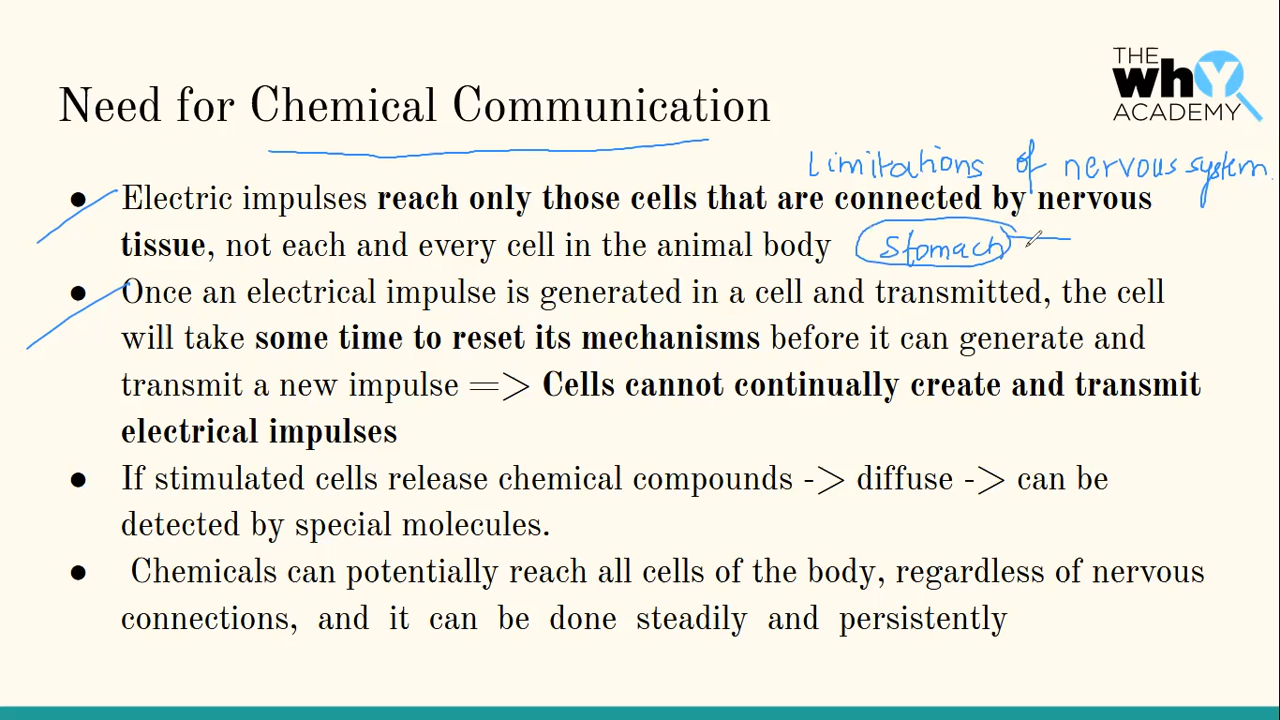 THE
whY
ACADEMY
Need for Chemical Communication
Limitations of nervous system.
● Electric impulses reach only those cells that are connected by nervous
tissue, not each and every cell in the animal body Stomach
● Once an electrical impulse is generated in a cell and transmitted, the cell
will take some time to reset its mechanisms before it can generate and
transmit a new impulse => Cells cannot continually create and transmit
electrical impulses
● If stimulated cells release chemical compounds -> diffuse -> can be
detected by special molecules.
● Chemicals can potentially reach all cells of the body, regardless of nervous
connections, and it can be done steadily and persistently